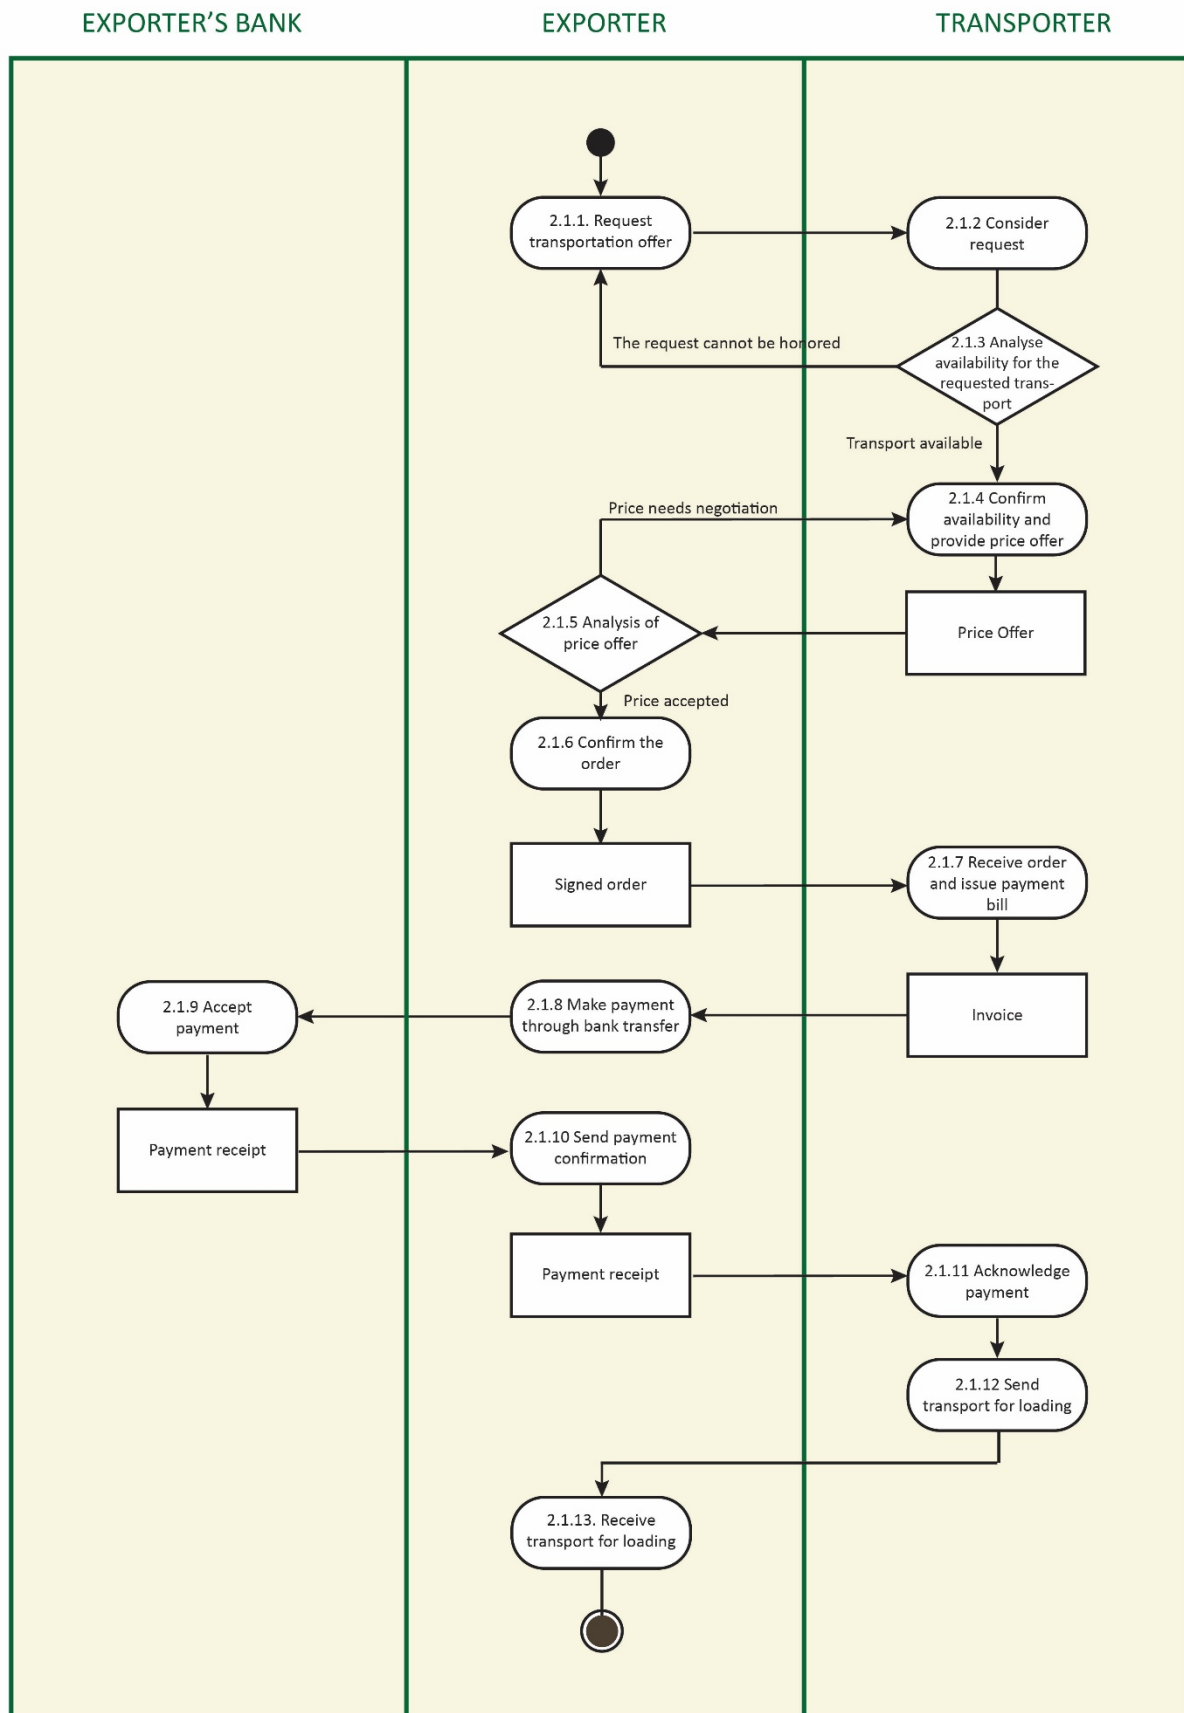 EXPORTER’S BANK
EXPORTER
TRANSPORTER
2.1.1. Request
transportation offer
2.1.2 Consider
request
The request cannot be honored
2.1.3 Analyse
availability for the
requested trans-
port
Transport available
Price needs negotiation
2.1.4 Confirm
availability and
provide price offer
2.1.5 Analysis of
price offer
Price Offer
Price accepted
2.1.6 Confirm the
order
Signed order
2.1.7 Receive order
and issue payment
bill
2.1.9 Accept
payment
2.1.8 Make payment
through bank transfer
Invoice
Payment receipt
2.1.10 Send payment
confirmation
Payment receipt
2.1.11 Acknowledge
payment
2.1.12 Send
transport for loading
2.1.13. Receive
transport for loading